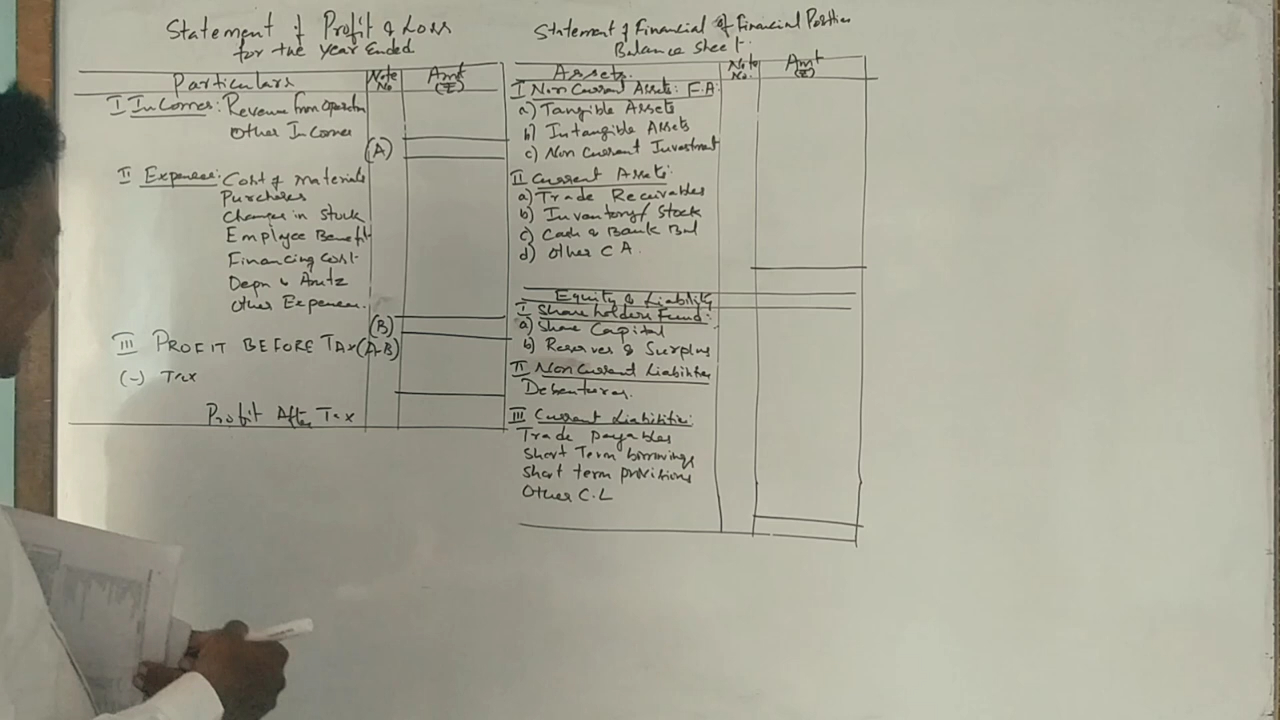 Statement of Profit & Loss
for the year Ended
Particulars Note No Amt (₹)
I Incomes: Revenue from Operation
Other Incomes
(A)
II Expenses: Cost of materials
Purchases
Changes in Stock
Employee Benefit
Financing Cost
Depn & Amtz
Other Expenses
(B)
III PROFIT BEFORE TAX (A-B)
(-) Tax
Profit After Tax
Statement of Financial of Financial Position
Balance Sheet
Assets. Note No. Amt (₹)
I Non Current Assets: F.A:
a) Tangible Assets
b) Intangible Assets
c) Non Current Investment
II Current Assets:
a) Trade Receivables
b) Inventory/ Stock
c) Cash & Bank Bal
d) Other C A.
Equity & Liability
I Share holders Fund:
a) Share Capital
b) Reserves & Surplus
II Non Current Liabilities
Debentures.
III Current Liabilities:
Trade payables
Short Term borrowings
Short term provisions
Other C.L